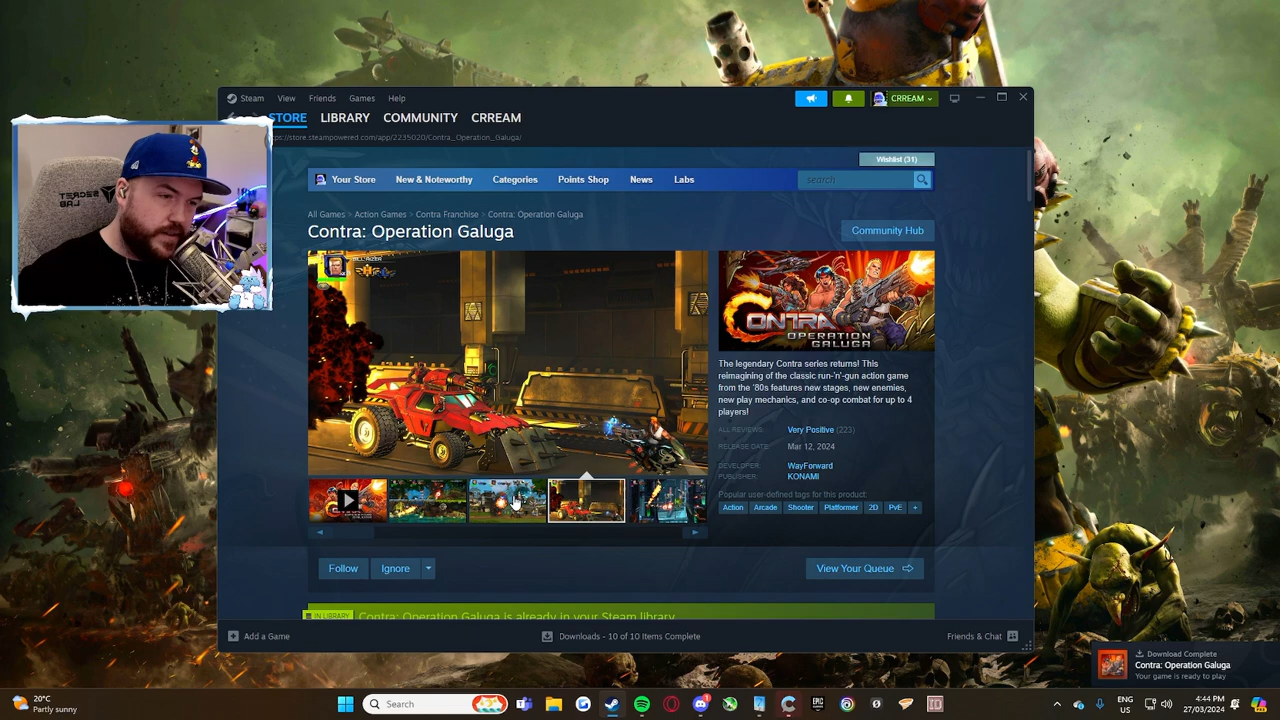 Steam View Friends Games Help
CRREAM
STORE LIBRARY COMMUNITY CRREAM
store.steampowered.com/app/2235020/Contra_Operation_Galuga/
SECRET
LAB
Wishlist (31)
Your Store New & Noteworthy Categories Points Shop News Labs
search
All Games > Action Games > Contra Franchise > Contra: Operation Galuga
Contra: Operation Galuga
Community Hub
BILL RIZER
CONTRA
OPERATION
GALUGA
The legendary Contra series returns! This
reimagining of the classic run-'n'-gun action game
from the '80s features new stages, new enemies,
new play mechanics, and co-op combat for up to 4
players!
ALL REVIEWS: Very Positive (223)
RELEASE DATE: Mar 12, 2024
DEVELOPER: WayForward
PUBLISHER: KONAMI
Popular user-defined tags for this product:
Action Arcade Shooter Platformer 2D PvE +
Follow Ignore
View Your Queue
IN LIBRARY Contra: Operation Galuga is already in your Steam library
Add a Game Downloads - 10 of 10 Items Complete Friends & Chat
Download Complete
Contra: Operation Galuga
Your game is ready to play
20°C
Partly sunny
Search
ENG
US
4:44 PM
27/03/2024